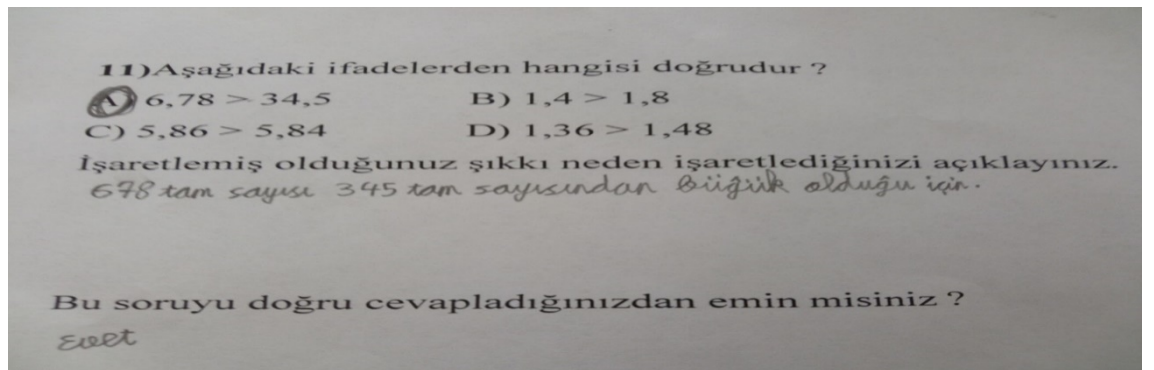 11)Aşağıdaki ifadelerden hangisi doğrudur ?
A) 6,78 > 34,5 B) 1,4 > 1,8
C) 5,86 > 5,84 D) 1,36 > 1,48
İşaretlemiş olduğunuz şıkkı neden işaretlediğinizi açıklayınız.
678 tam sayısı 345 tam sayısından büğük olduğu için.
Bu soruyu doğru cevapladığınızdan emin misiniz ?
Evet